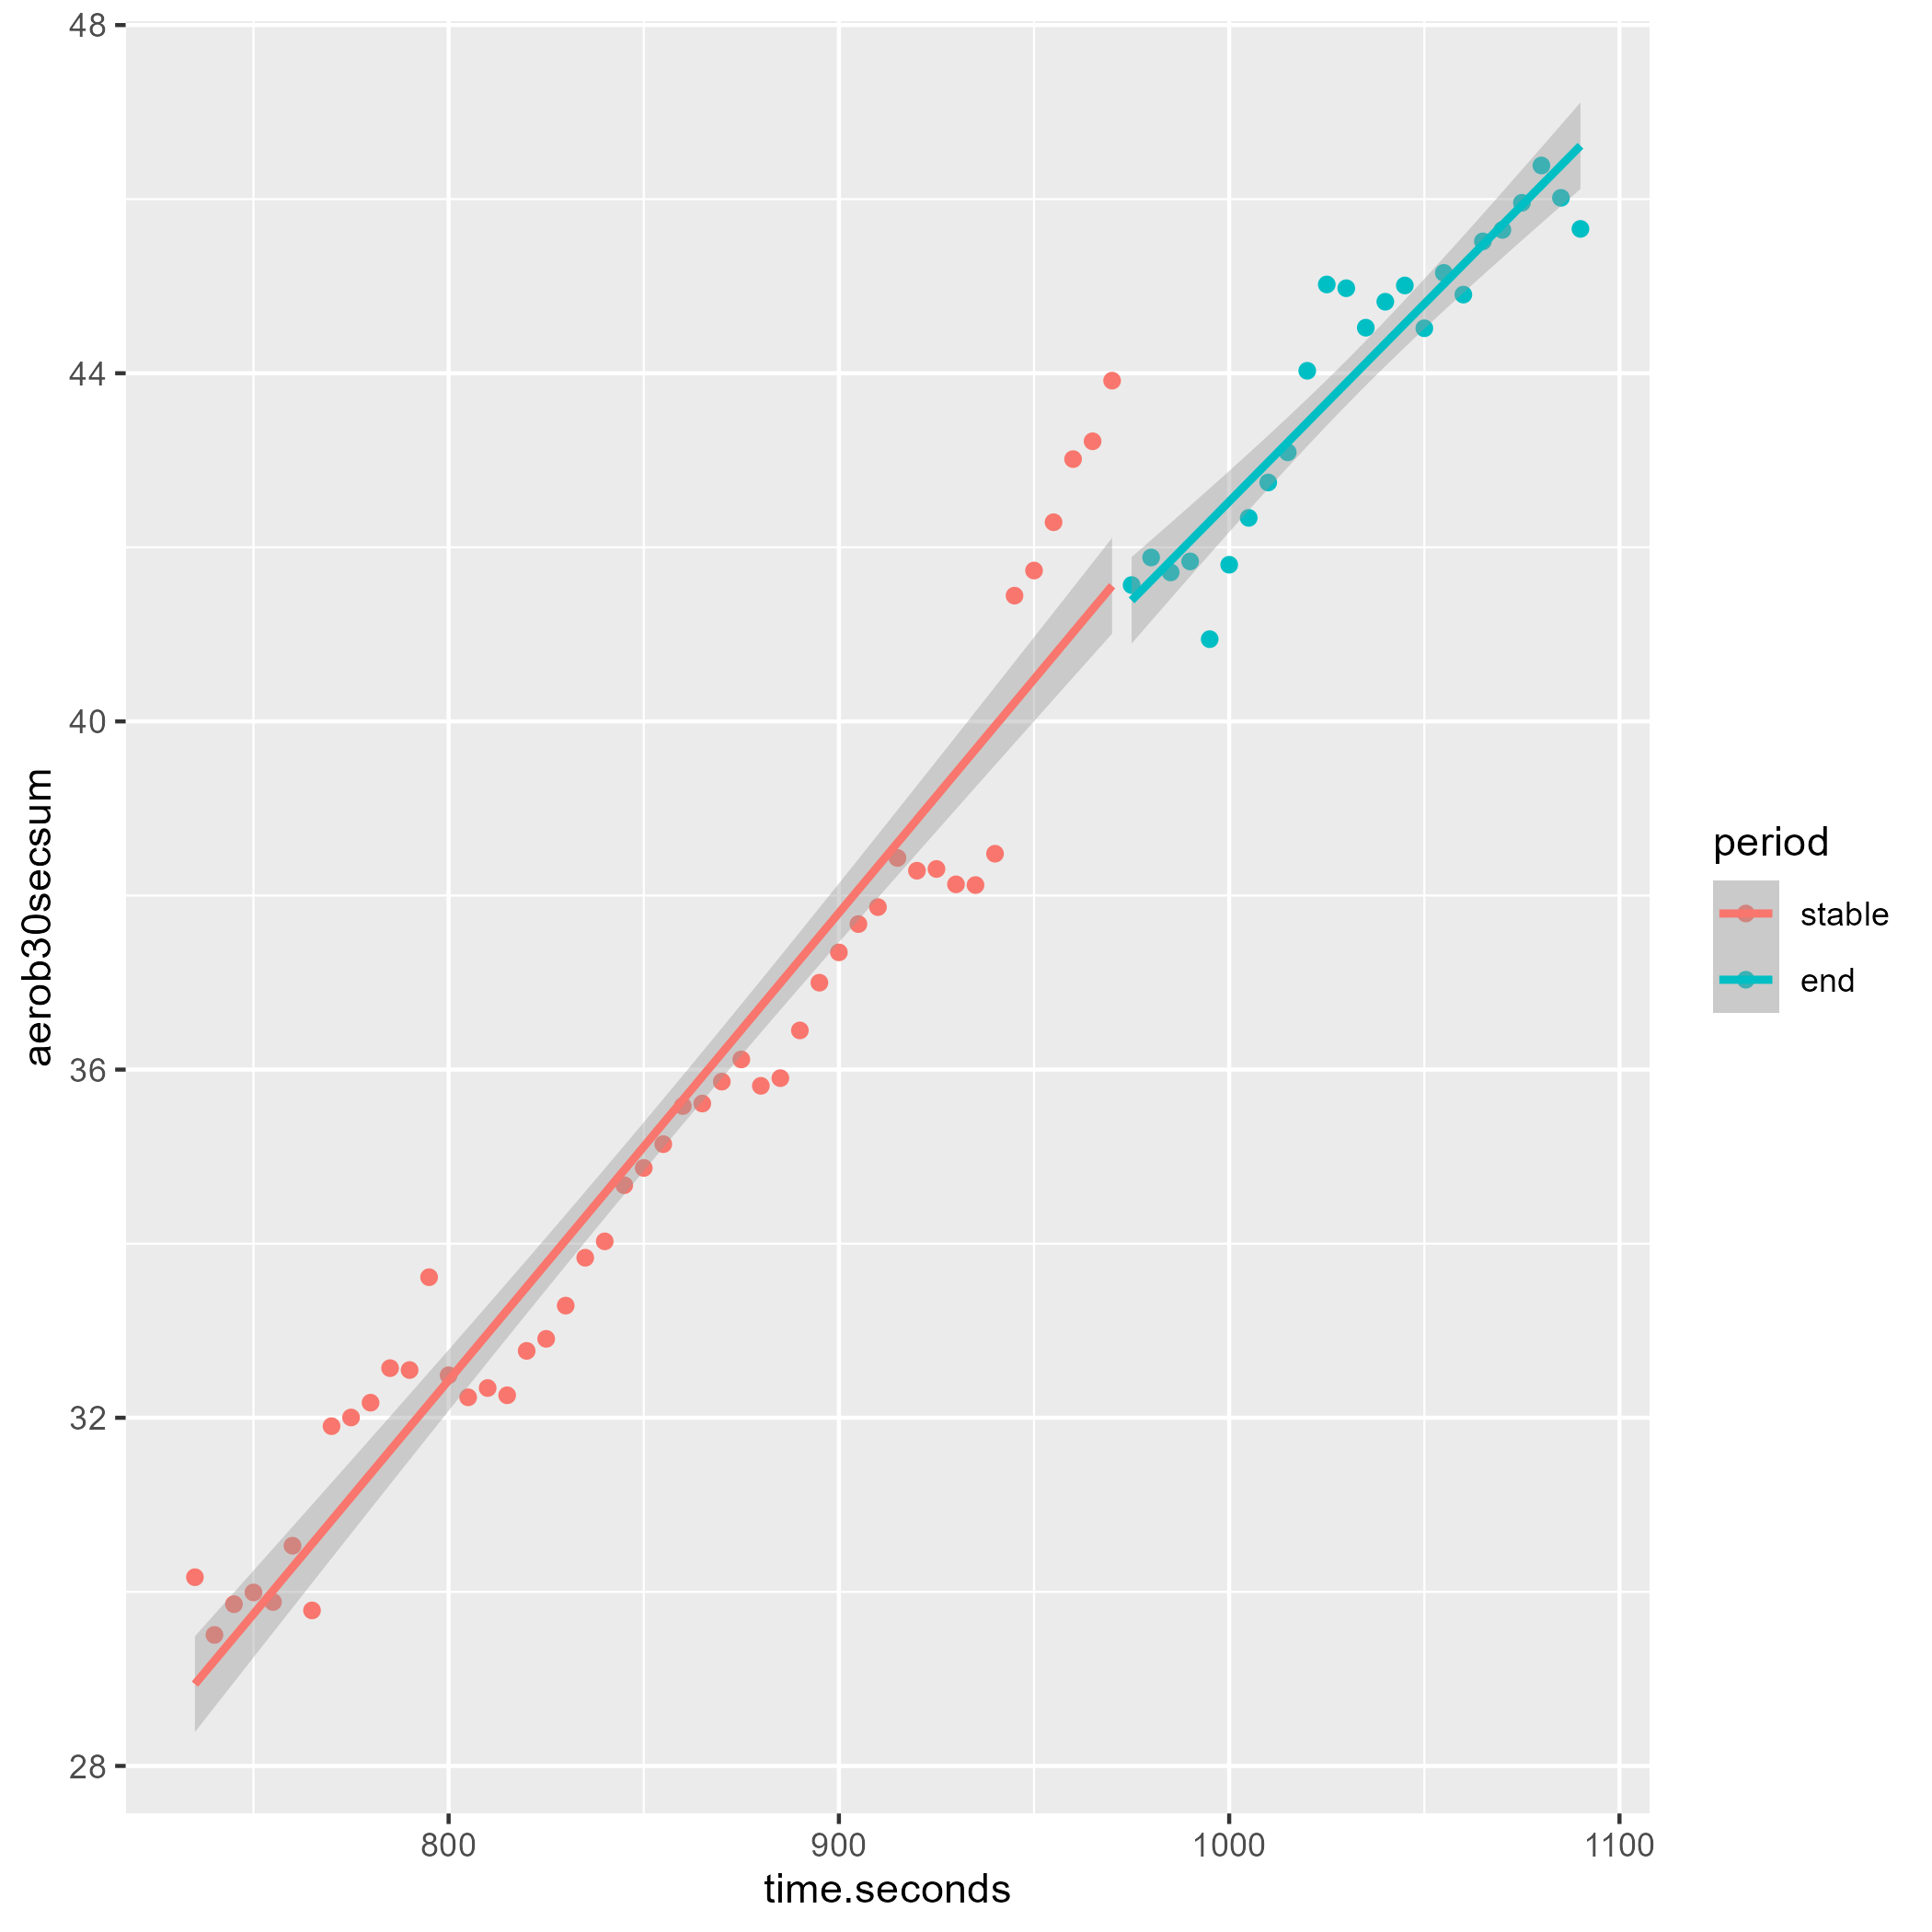 48
44
40
36
32
28
aerob30secsum
800 900 1000 1100
time.seconds
period
stable
end